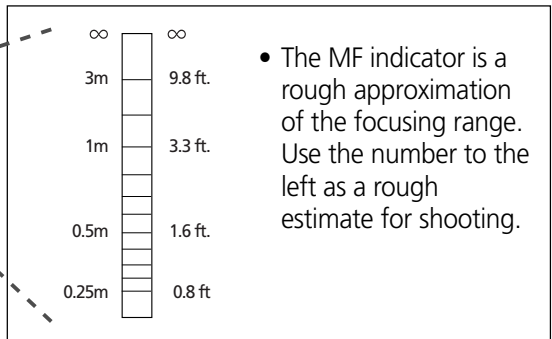 ∞ ∞
3m 9.8 ft.
1m 3.3 ft.
0.5m 1.6 ft.
0.25m 0.8 ft
• The MF indicator is a
rough approximation
of the focusing range.
Use the number to the
left as a rough
estimate for shooting.